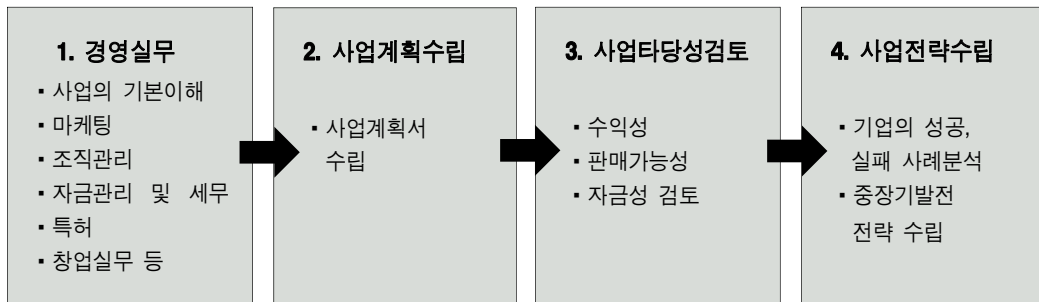 1. 경영실무
▪ 사업의 기본이해
▪ 마케팅
▪ 조직관리
▪ 자금관리 및 세무
▪ 특허
▪ 창업실무 등
2. 사업계획수립
▪ 사업계획서
수립
3. 사업타당성검토
▪ 수익성
▪ 판매가능성
▪ 자금성 검토
4. 사업전략수립
▪ 기업의 성공,
실패 사례분석
▪ 중장기발전
전략 수립